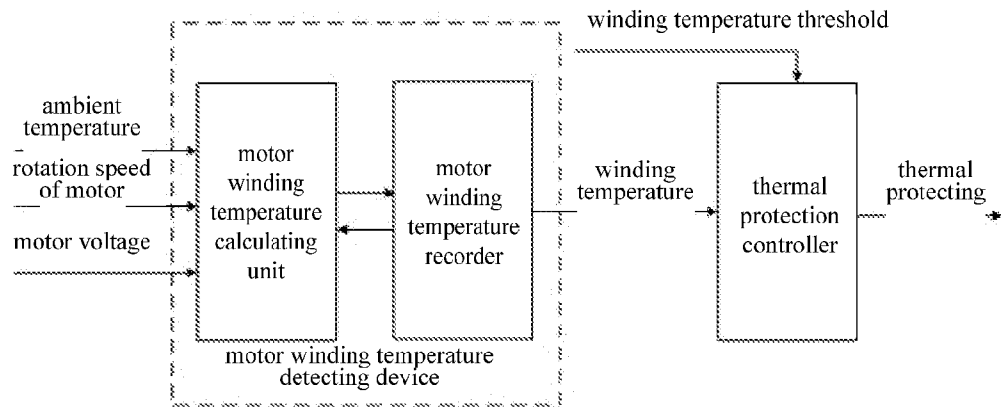 winding temperature threshold
ambient
temperature
rotation speed
of motor
motor voltage
motor
winding
temperature
calculating
unit
motor
winding
temperature
recorder
motor winding temperature
detecting device
winding
temperature
thermal
protection
controller
thermal
protecting